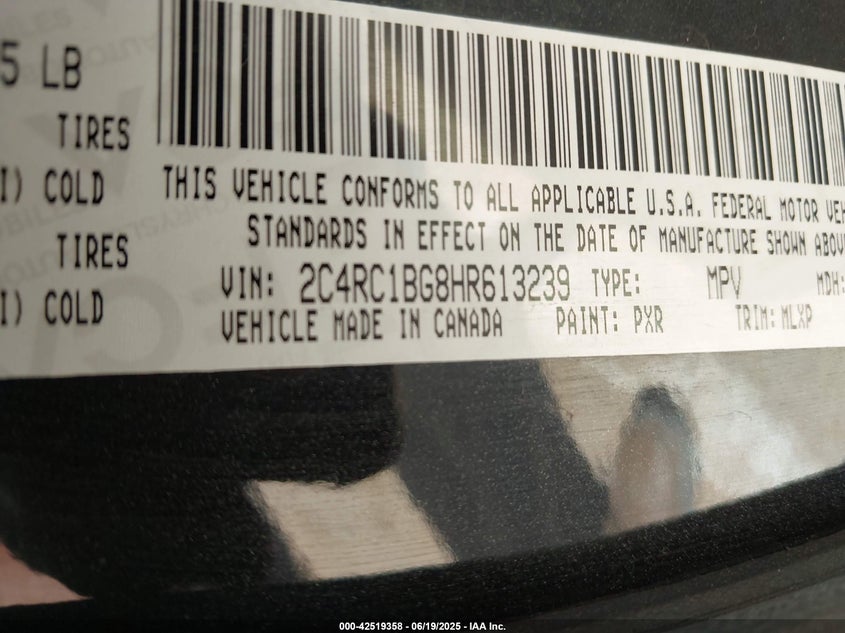 5 LB
TIRES
I) COLD
TIRES
I) COLD
THIS VEHICLE CONFORMS TO ALL APPLICABLE U.S.A. FEDERAL MOTOR VEH
STANDARDS IN EFFECT ON THE DATE OF MANUFACTURE SHOWN ABOV
VIN: 2C4RC1BG8HR613239 TYPE: MPV MDH:
VEHICLE MADE IN CANADA PAINT: PXR TRIM: MLXP
000-42519358 - 06/19/2025 - IAA Inc.